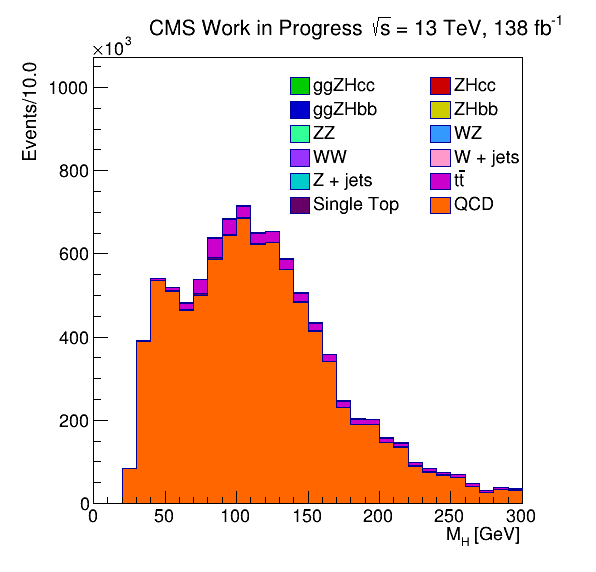 CMS Work in Progress √s = 13 TeV, 138 fb⁻¹
×10³
Events/10.0
1000
800
600
400
200
0
ggZHcc ZHcc
ggZHbb ZHbb
ZZ WZ
WW W + jets
Z + jets tt̄
Single Top QCD
0 50 100 150 200 250 300
M_H [GeV]